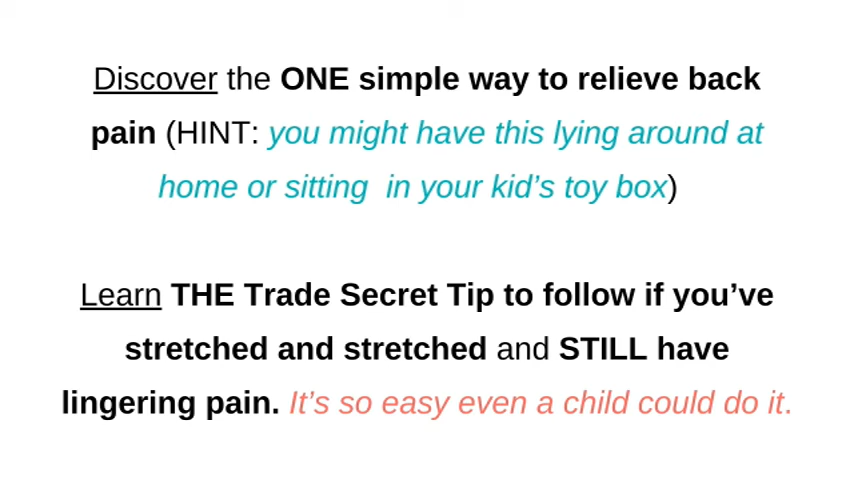 Discover the ONE simple way to relieve back
pain (HINT: you might have this lying around at
home or sitting  in your kid’s toy box)
Learn THE Trade Secret Tip to follow if you’ve
stretched and stretched and STILL have
lingering pain. It’s so easy even a child could do it.